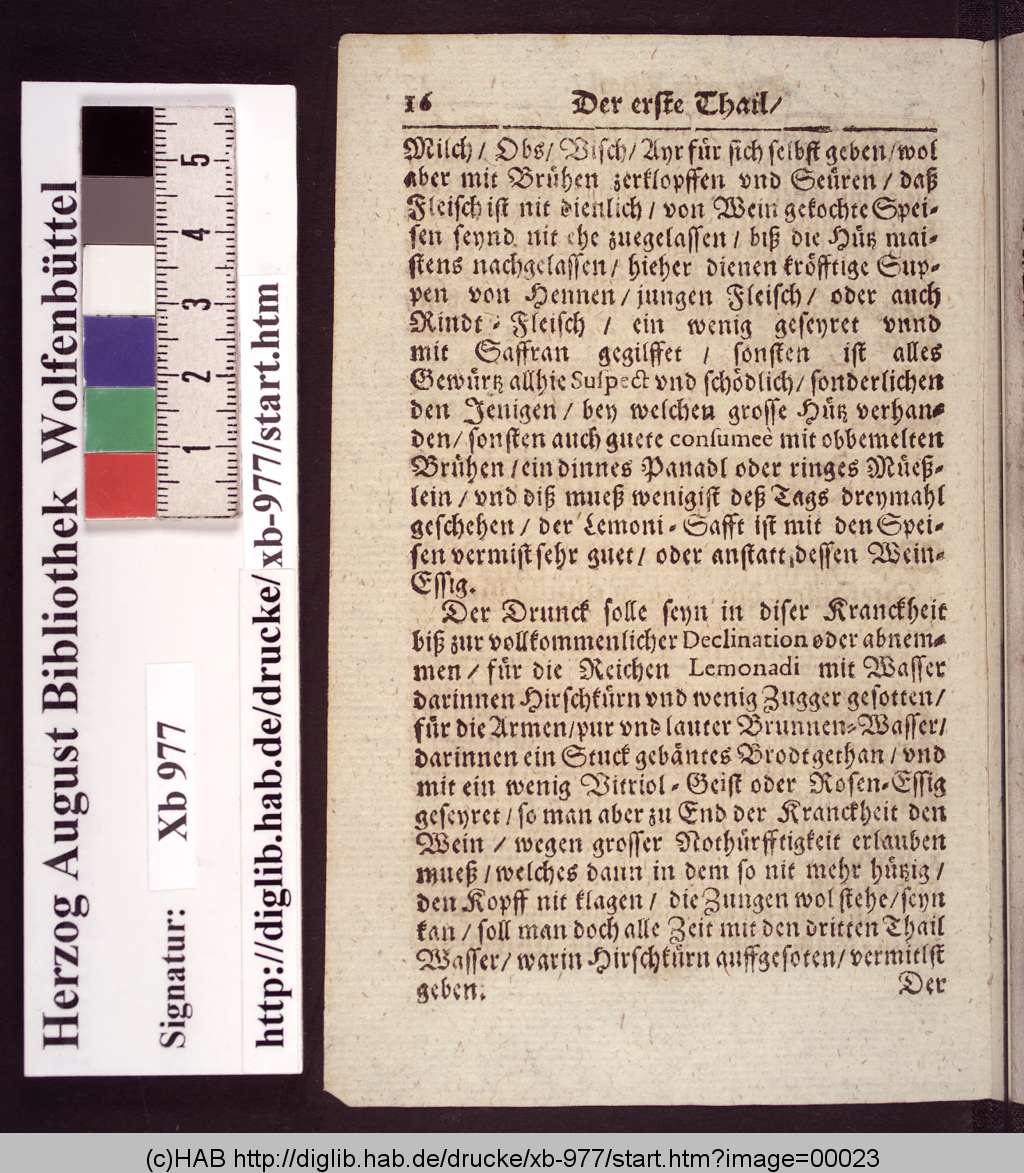 Herzog August Bibliothek Wolfenbüttel
Signatur: Xb 977
http://diglib.hab.de/drucke/xb-977/start.htm
5
4
3
2
1
16 Der erste Thail/
Milch/ Obs/ Visch/ Ayr für sich selbst geben/ wol
aber mit Brühen zerklopffen vnd Seüren/ daß
Fleisch ist nit dienlich/ von Wein gekochte Spei-
sen seynd nit ehe zuegelassen/ biß die Hütz mai-
stens nachgelassen/ hieher dienen kröfftige Sup-
pen von Hennen/ jungen Fleisch/ oder auch
Rindt-Fleisch/ ein wenig geseyret vnnd
mit Saffran gegilffet/ sonsten ist alles
Gewürtz allhie Suspect vnd schödlich/ sonderlichen
den Jenigen/ bey welchen grosse Hütz verhan-
den/ sonsten auch guete consumee mit obbemelten
Brühen/ ein dinnes Panadl oder ringes Müeß-
lein/ vnd diß mueß wenigist deß Tags dreymahl
geschehen/ der Lemoni-Safft ist mit den Spei-
sen vermist sehr guet/ oder anstatt dessen Wein-
Essig.
Der Drunck solle seyn in diser Kranckheit
biß zur vollkommenlicher Declination oder abnem-
men/ für die Reichen Lemonadi mit Wasser
darinnen Hirschkürn vnd wenig Zugger gesotten/
für die Armen/ pur vnd lauter Brunnen-Wasser/
darinnen ein Stuck gebäntes Brodt gethan/ vnd
mit ein wenig Vitriol-Geist oder Rosen-Essig
geseyret/ so man aber zu End der Kranckheit den
Wein/ wegen grosser Nothürfftigkeit erlauben
mueß/ welches dann in dem so nit mehr hützig/
den Kopff nit klagen/ die Zungen wol stehe/ seyn
kan/ soll man doch alle Zeit mit den dritten Thail
Wasser/ warin Hirschkürn auffgesoten/ vermitlst
geben.
Der
(c)HAB http://diglib.hab.de/drucke/xb-977/start.htm?image=00023